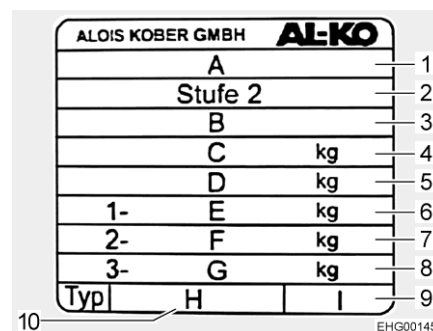 ALOIS KOBER GMBH AL-KO
A 1
Stufe 2 2
B 3
C kg 4
D kg 5
1- E kg 6
2- F kg 7
3- G kg 8
Typ H I 9
10
EHG00145